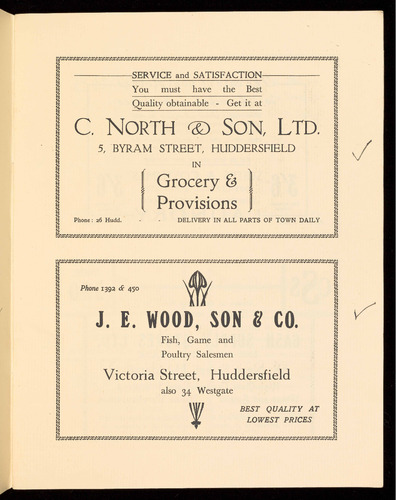 SERVICE and SATISFACTION
You must have the Best
Quality obtainable - Get it at
C. NORTH & SON, LTD.
5, BYRAM STREET, HUDDERSFIELD
IN
Grocery &
Provisions
Phone: 26 Hudd. - - DELIVERY IN ALL PARTS OF TOWN DAILY
Phone 1392 & 450
J. E. WOOD, SON & CO.
Fish, Game and
Poultry Salesmen
Victoria Street, Huddersfield
also 34 Westgate
BEST QUALITY AT
LOWEST PRICES